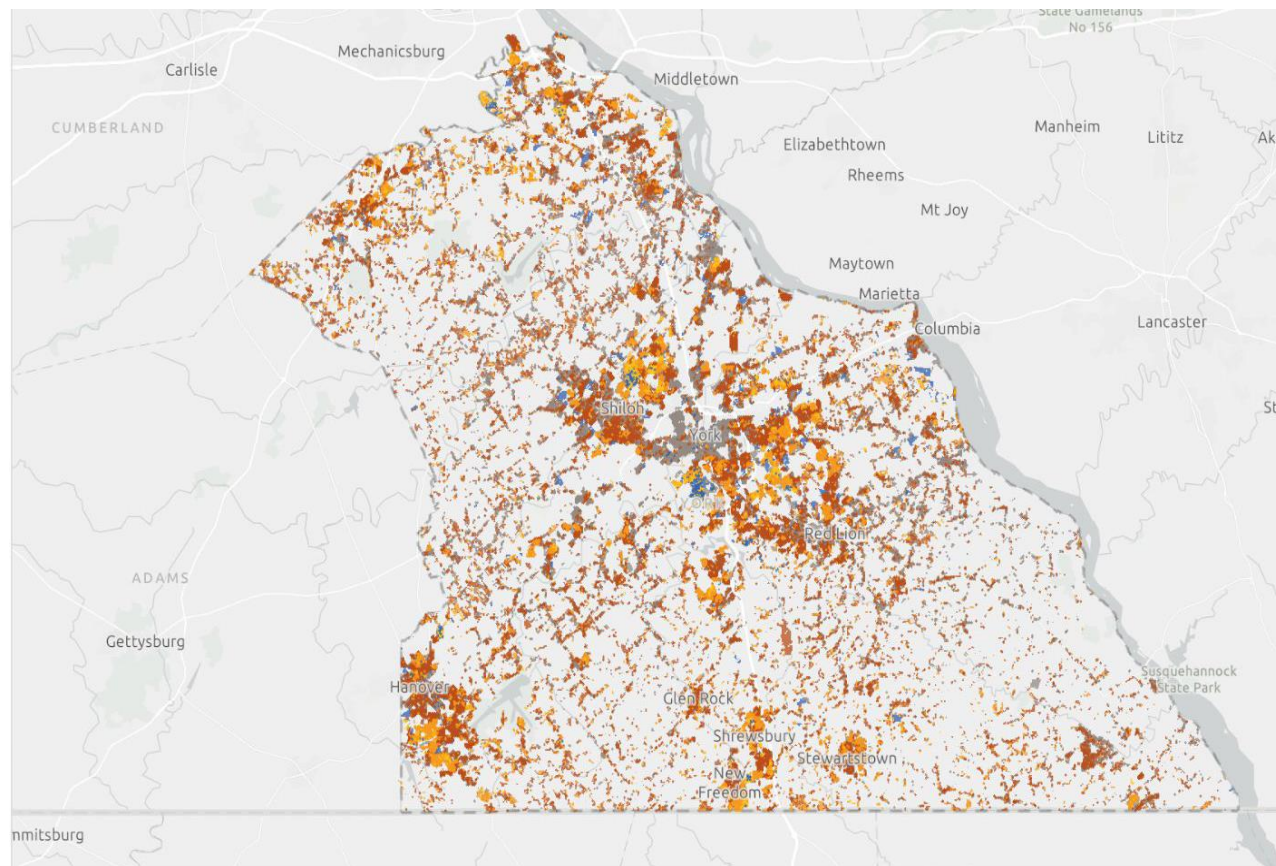 State Gamelands
No 156
Mechanicsburg
Carlisle
Middletown
CUMBERLAND
Manheim
Lititz
Ak
Elizabethtown
Rheems
Mt Joy
Maytown
Marietta
Columbia
Lancaster
Shiloh
St
York
Red Lion
ADAMS
Gettysburg
Susquehannock
State Park
Hanover
Glen Rock
Shrewsbury
Stewartstown
New
Freedom
mmitsburg